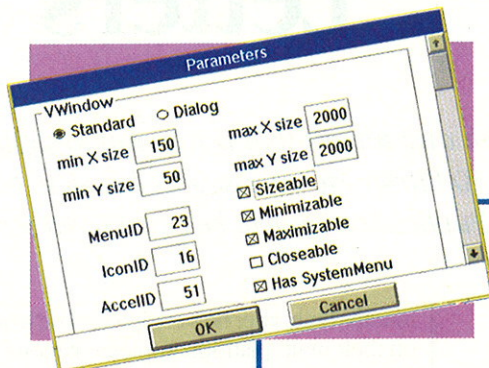 Parameters
VWindow
Standard Dialog
min X size 150
min Y size 50
MenuID 23
IconID 16
AccelID 51
max X size 2000
max Y size 2000
Sizeable
Minimizable
Maximizable
Closeable
Has SystemMenu
OK Cancel